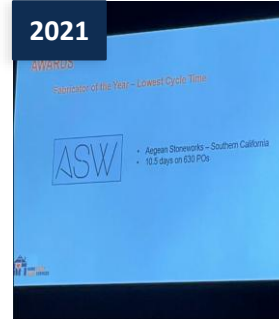 2021
AWARDS
Fabricator of the Year – Lowest Cycle Time
ASW
• Aegean Stoneworks – Southern California
• 10.5 days on 630 POs